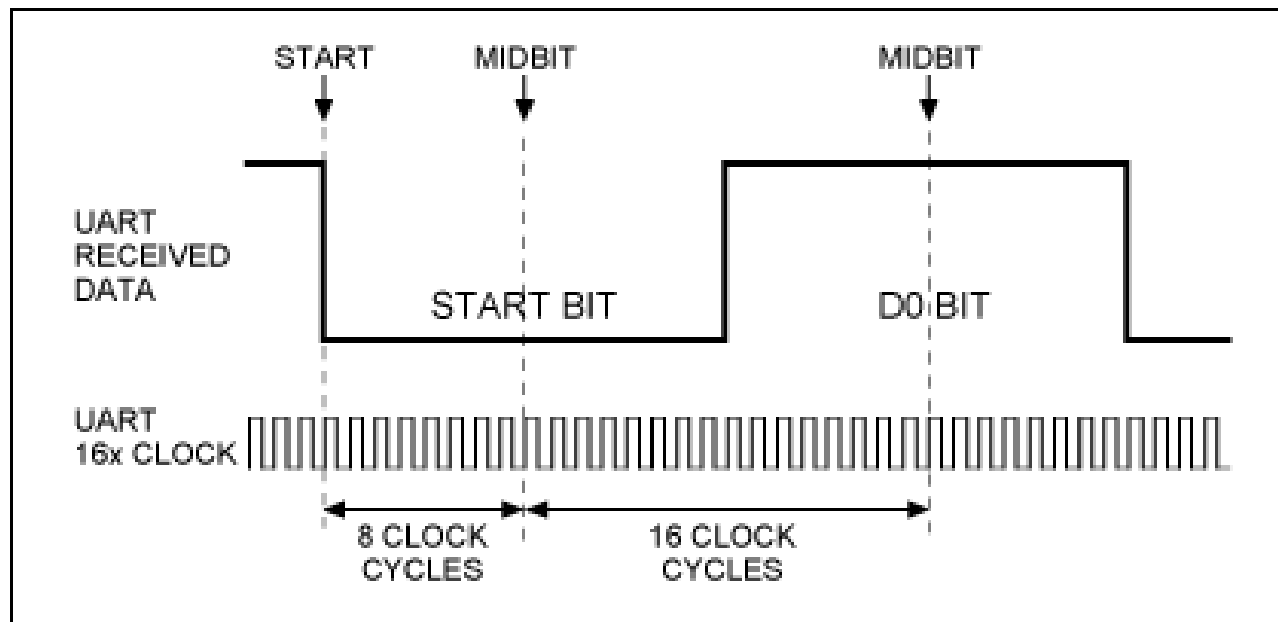 START
MIDBIT
MIDBIT
UART
RECEIVED
DATA
START BIT
D0 BIT
UART
16x CLOCK
8 CLOCK
CYCLES
16 CLOCK
CYCLES